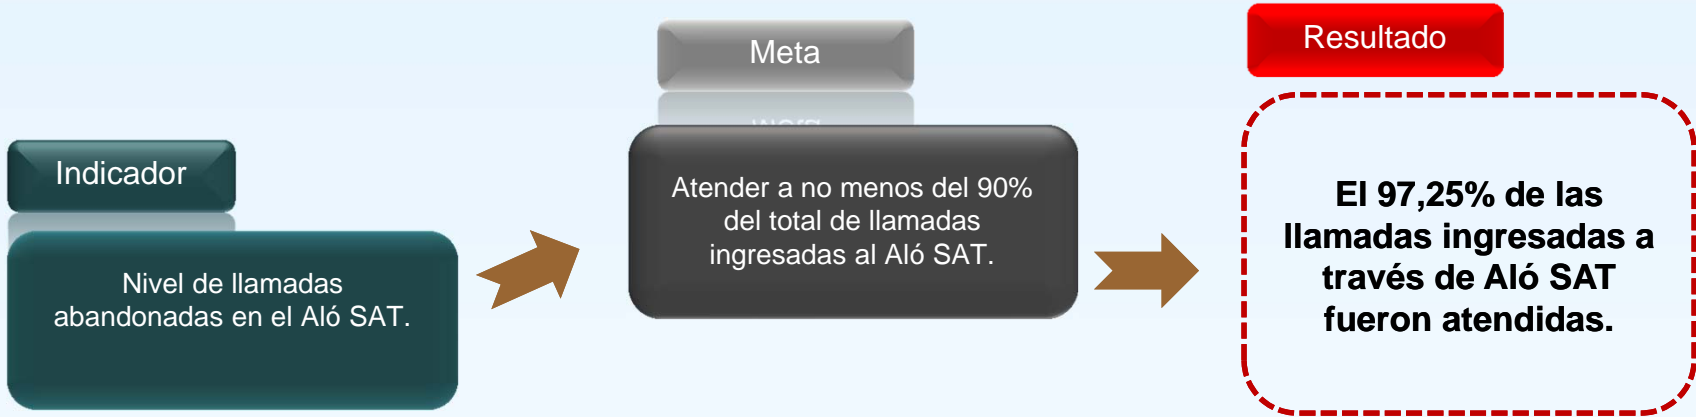 Indicador
Nivel de llamadas
abandonadas en el Aló SAT.
Meta
Atender a no menos del 90%
del total de llamadas
ingresadas al Aló SAT.
Resultado
El 97,25% de las
llamadas ingresadas a
través de Aló SAT
fueron atendidas.